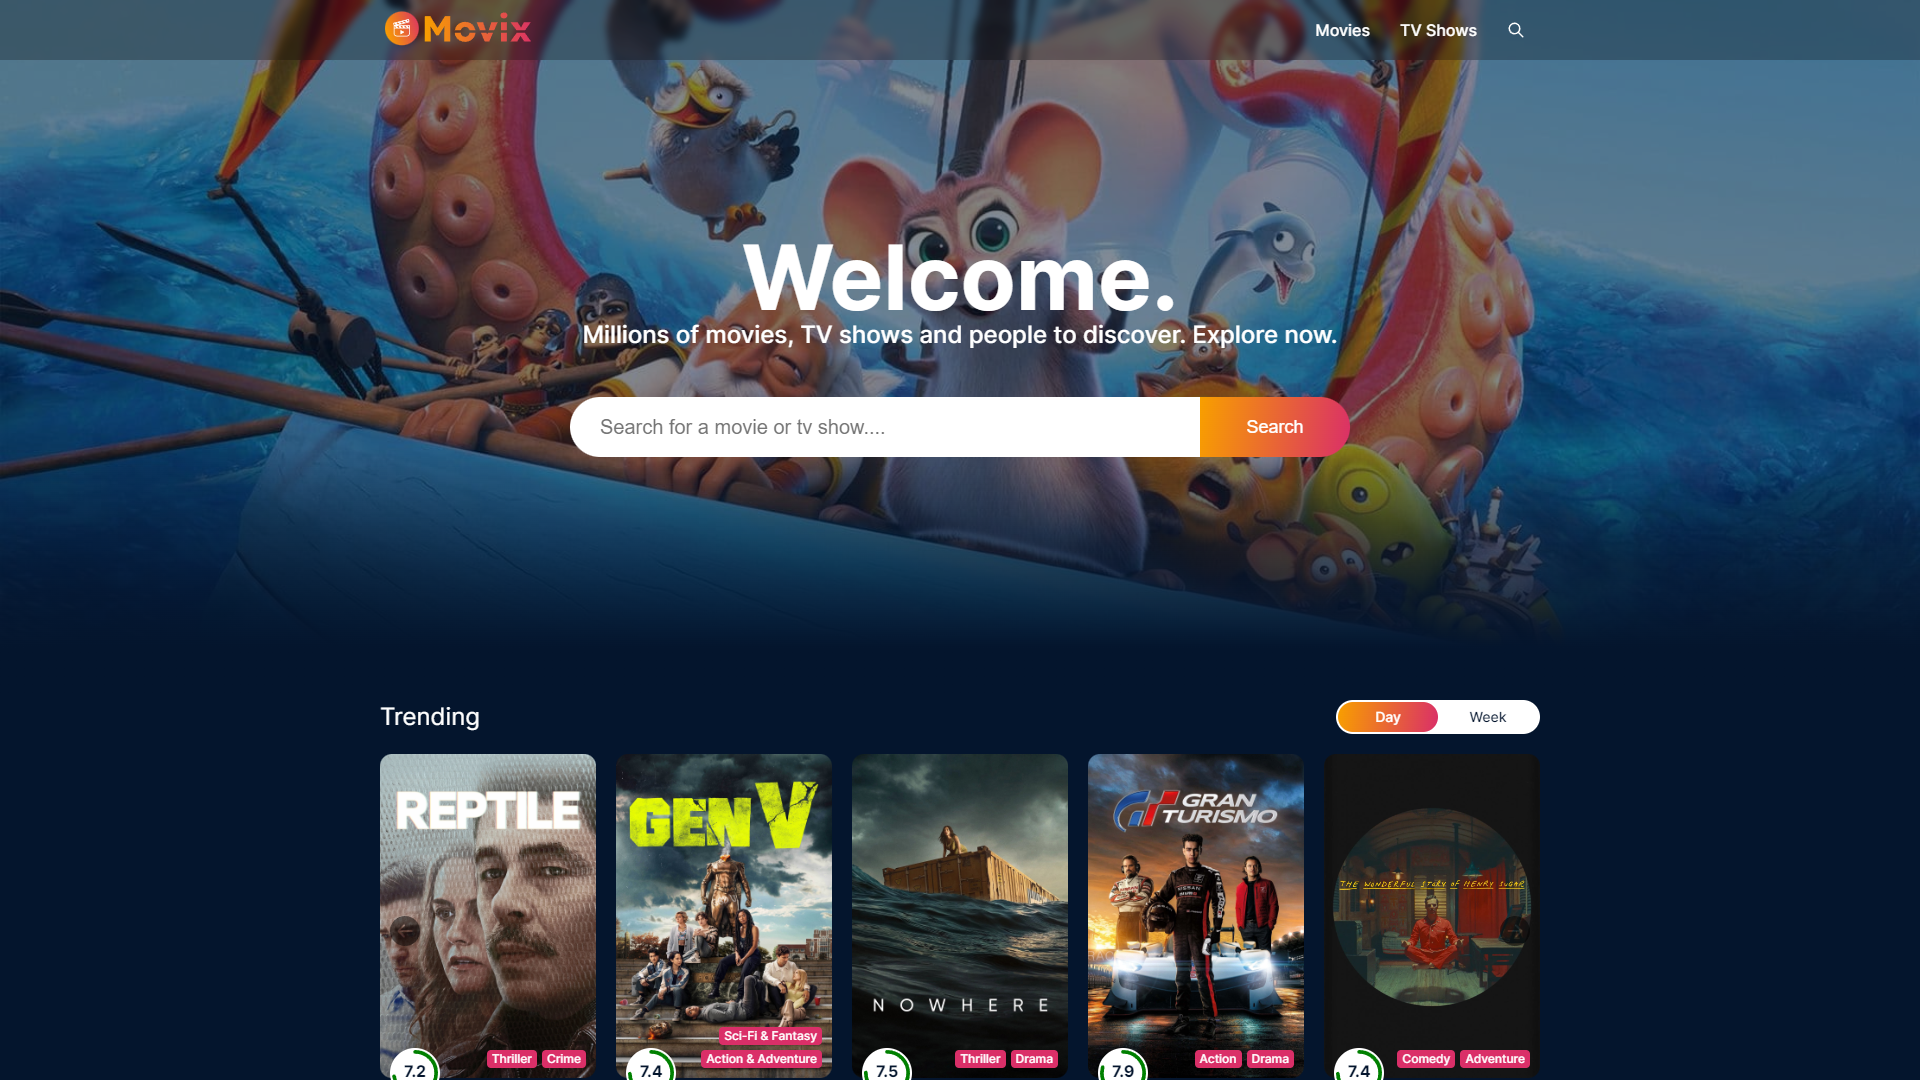 Movix
Movies
TV Shows
Welcome.
Millions of movies, TV shows and people to discover. Explore now.
Search for a movie or tv show....
Search
Trending
Day
Week
REPTILE
GEN V
NOWHERE
GRAN
TURISMO
THE WONDERFUL STORY OF HENRY SUGAR
Sci-Fi & Fantasy
Thriller
Crime
Action & Adventure
Thriller
Drama
Action
Drama
Comedy
Adventure
7.2
7.4
7.5
7.9
7.4